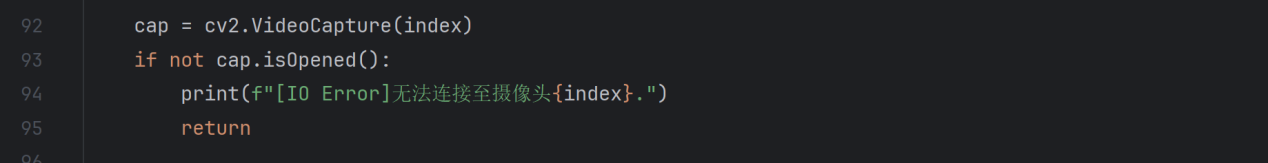 92 cap = cv2.VideoCapture(index)
93 if not cap.isOpened():
94 print(f"[IO Error]无法连接至摄像头{index}.")
95 return
96